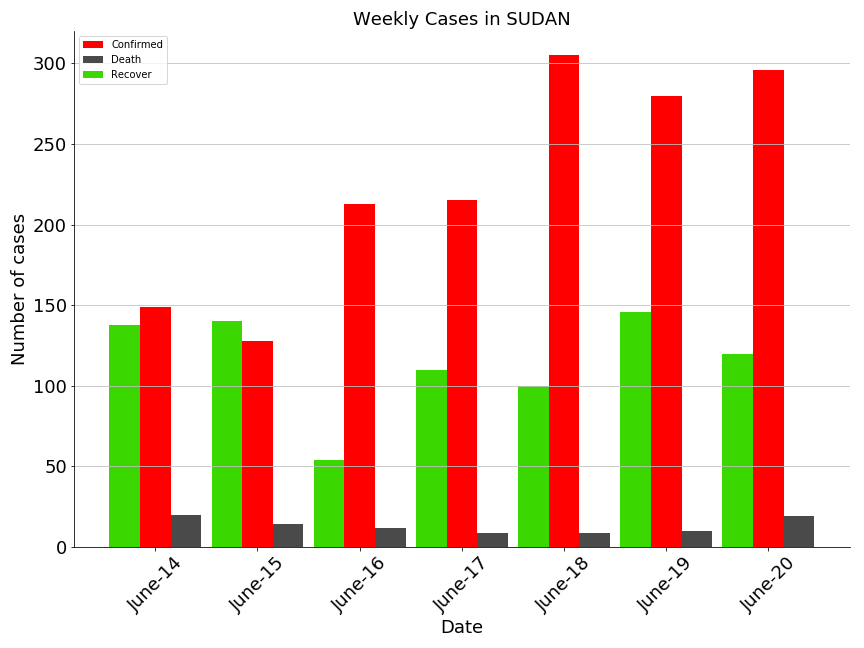 Weekly Cases in SUDAN
Confirmed
Death
Recover
Number of cases
300
250
200
150
100
50
0
June-14
June-15
June-16
June-17
June-18
June-19
June-20
Date